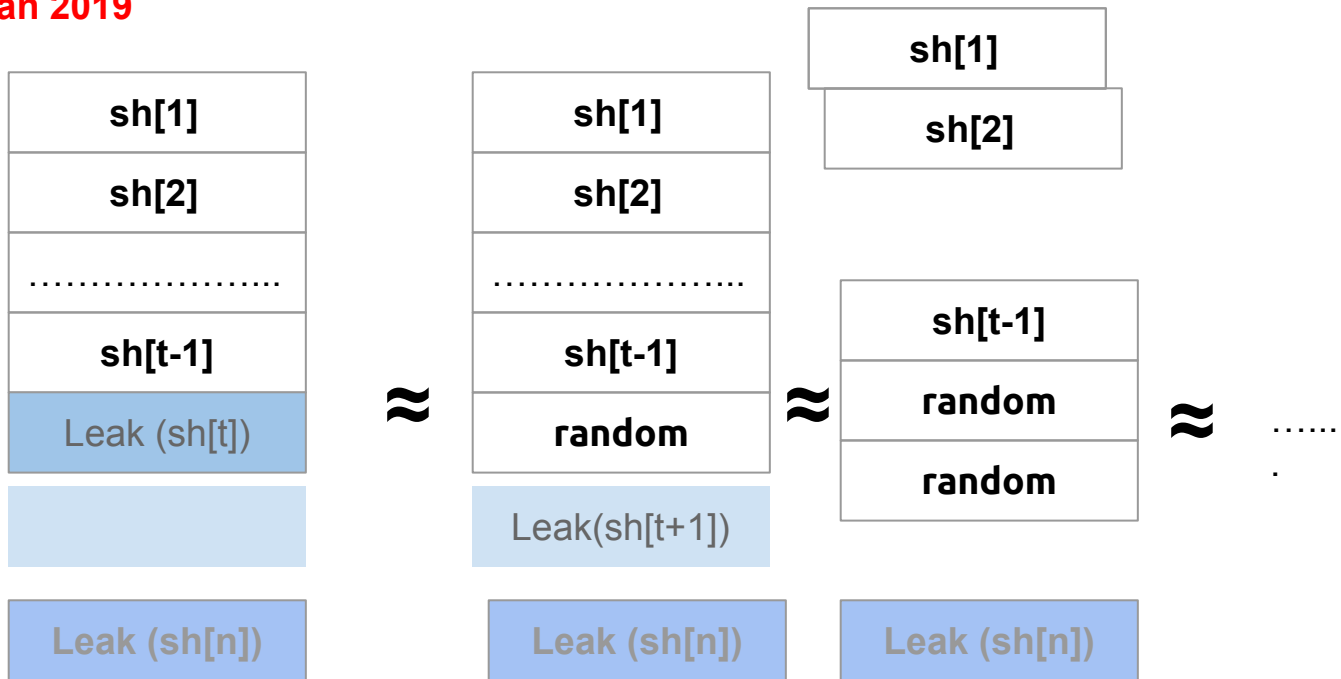 2019
sh[1]
sh[2]
…………………...
sh[t-1]
Leak (sh[t])
Leak (sh[n])
≈
sh[1]
sh[2]
…………………...
sh[t-1]
random
Leak(sh[t+1])
Leak (sh[n])
≈
sh[1]
sh[2]
sh[t-1]
random
random
Leak (sh[n])
≈
…...
.